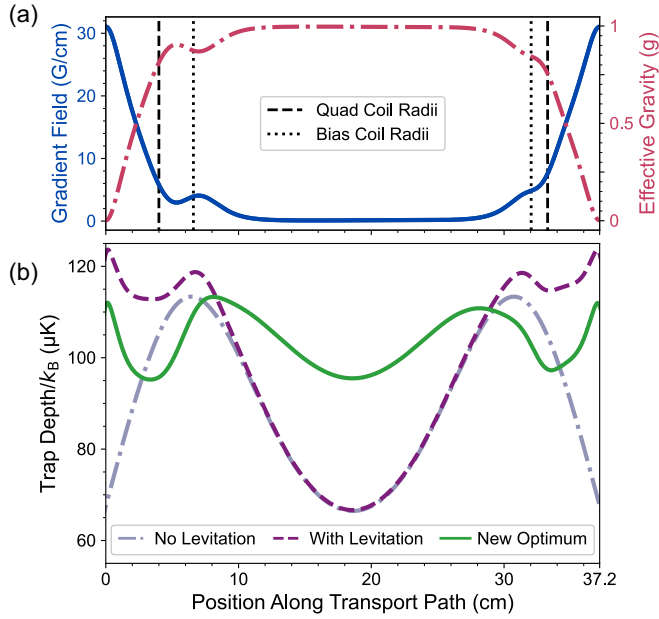 (a)
30
20
10
0
Gradient Field (G/cm)
Quad Coil Radii
Bias Coil Radii
1
0.5
0
Effective Gravity (g)
(b)
120
100
80
60
Trap Depth/kB (μK)
No Levitation With Levitation New Optimum
0 10 20 30 37.2
Position Along Transport Path (cm)